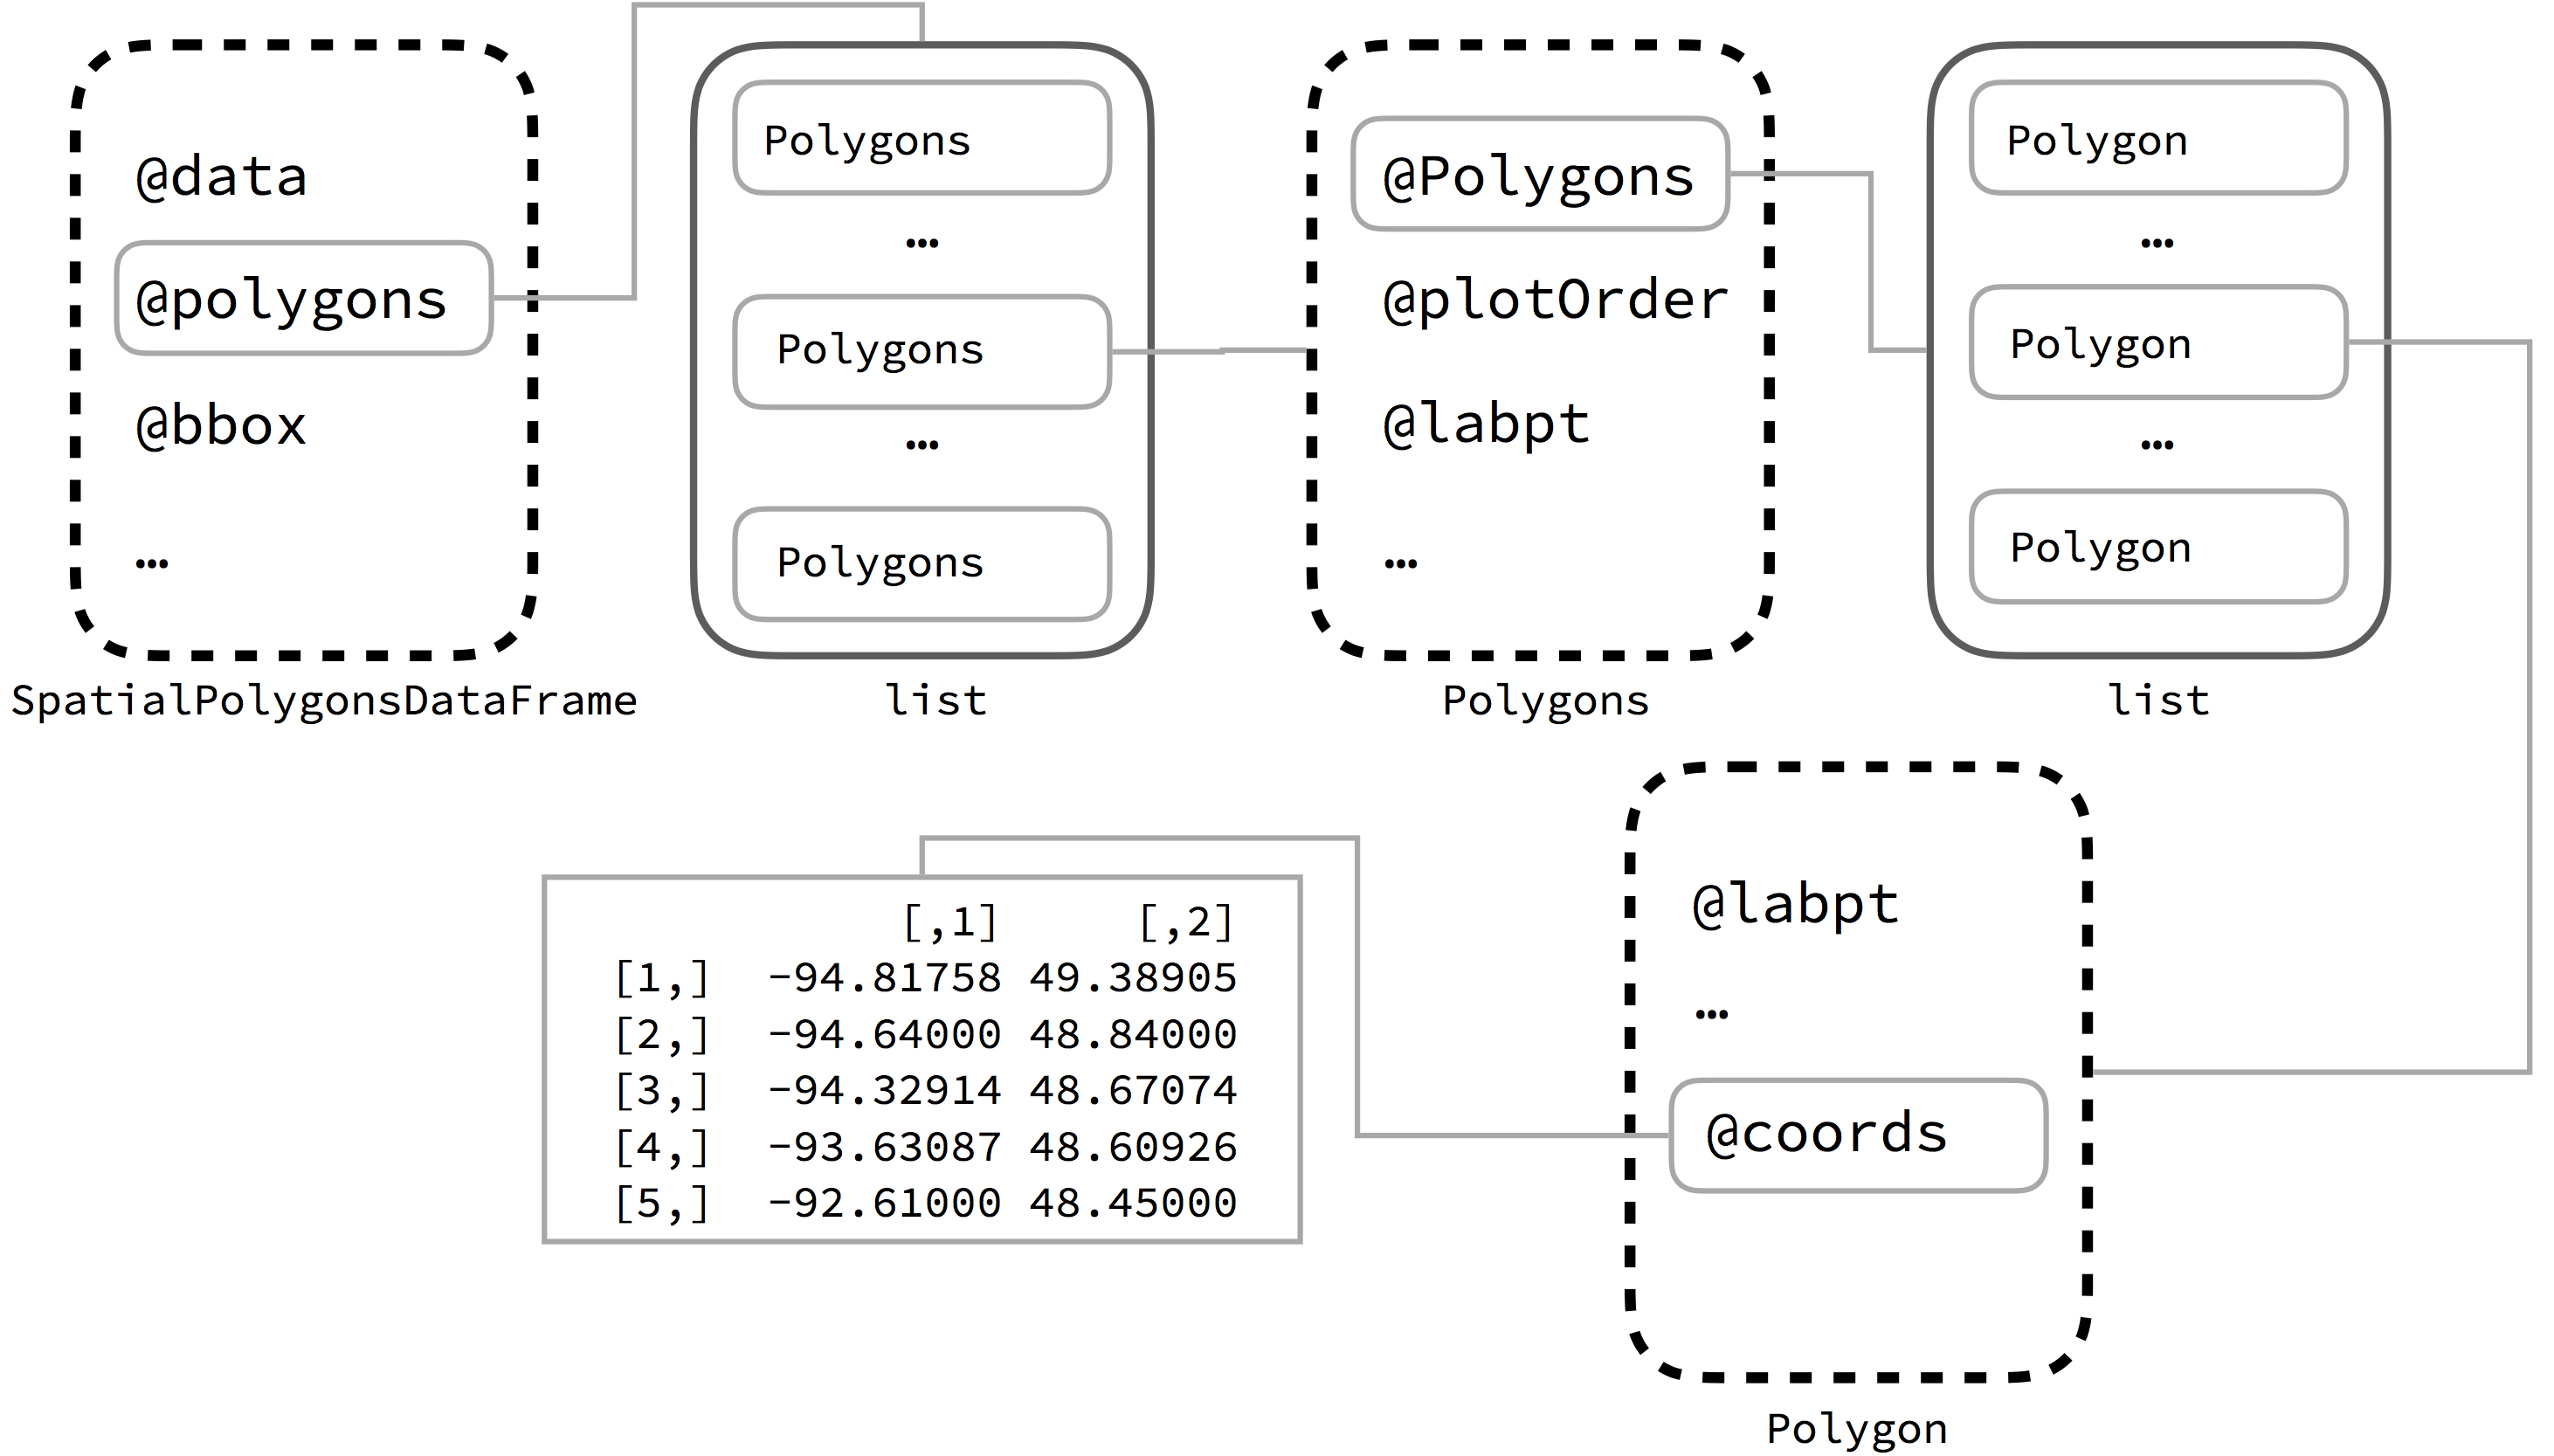 @data
@polygons
@bbox
…
SpatialPolygonsDataFrame
Polygons
…
Polygons
…
Polygons
list
@Polygons
@plotOrder
@labpt
…
Polygons
Polygon
…
Polygon
…
Polygon
list
@labpt
…
@coords
Polygon
[,1] [,2]
[1,] -94.81758 49.38905
[2,] -94.64000 48.84000
[3,] -94.32914 48.67074
[4,] -93.63087 48.60926
[5,] -92.61000 48.45000